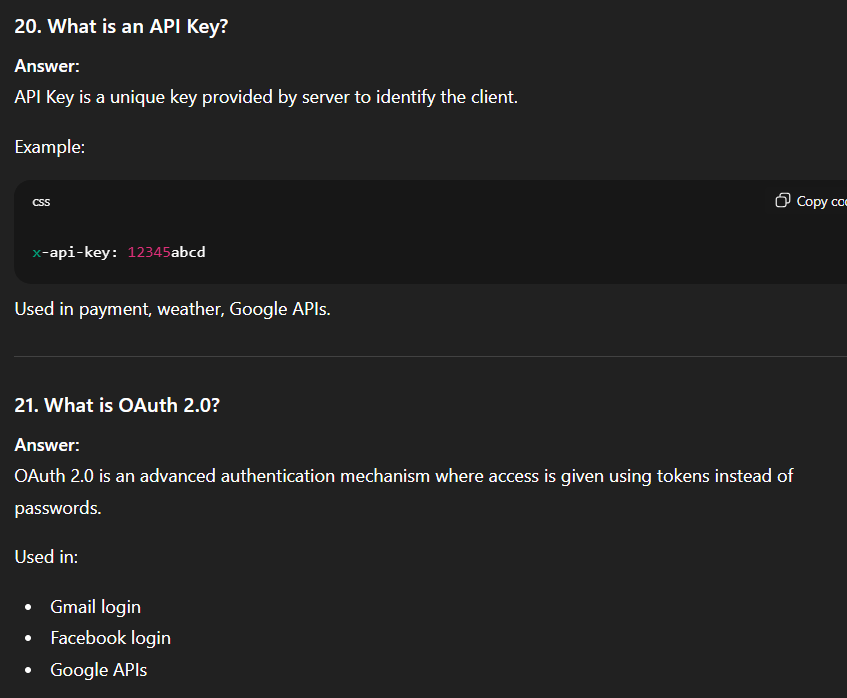 20. What is an API Key?
Answer:
API Key is a unique key provided by server to identify the client.
Example:
css
Copy co
x-api-key: 12345abcd
Used in payment, weather, Google APIs.
21. What is OAuth 2.0?
Answer:
OAuth 2.0 is an advanced authentication mechanism where access is given using tokens instead of
passwords.
Used in:
• Gmail login
• Facebook login
• Google APIs